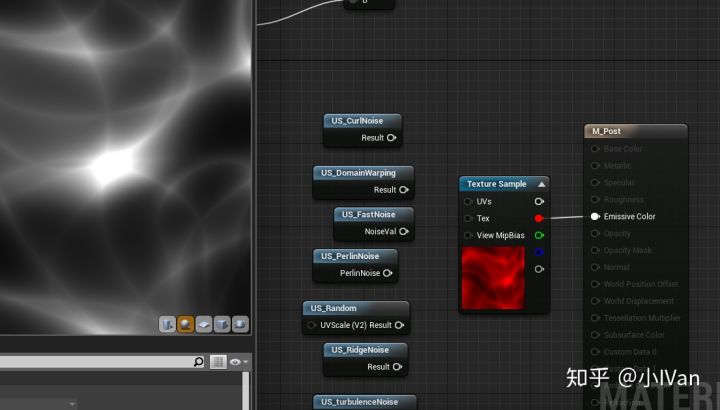 B
US_CurlNoise
Result
US_DomainWarping
Result
US_FastNoise
NoiseVal
US_PerlinNoise
PerlinNoise
US_Random
UVScale (V2) Result
US_RidgeNoise
Result
US_turbulenceNoise
Texture Sample
UVs
Tex
View MipBias
M_Post
Base Color
Metallic
Specular
Roughness
Emissive Color
Opacity
Opacity Mask
Normal
World Position Offset
World Displacement
Tessellation Multiplier
Subsurface Color
Custom Data 0
Refraction
知乎 @小IVan
MATER